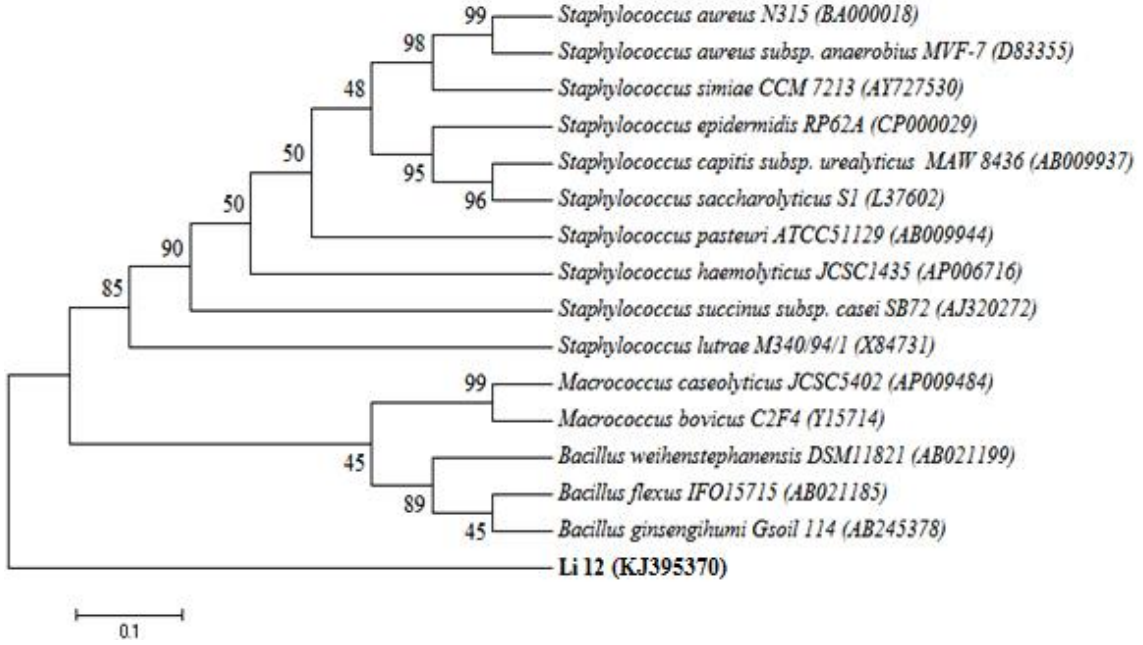 99
Staphylococcus aureus N315 (BA000018)
98
Staphylococcus aureus subsp. anaerobius MVF-7 (D83355)
48
Staphylococcus simiae CCM 7213 (AY727530)
Staphylococcus epidermidis RP62A (CP000029)
50
95
Staphylococcus capitis subsp. urealyticus MAW 8436 (AB009937)
96
Staphylococcus saccharolyticus S1 (L37602)
50
Staphylococcus pasteuri ATCC51129 (AB009944)
90
Staphylococcus haemolyticus JCSC1435 (AP006716)
85
Staphylococcus succinus subsp. casei SB72 (AJ320272)
Staphylococcus lutrae M340/94/1 (X84731)
99
Macrococcus caseolyticus JCSC5402 (AP009484)
Macrococcus bovicus C2F4 (Y15714)
45
Bacillus weihenstephanensis DSM11821 (AB021199)
89
Bacillus flexus IFO15715 (AB021185)
45
Bacillus ginsengihumi Gsoil 114 (AB245378)
Li 12 (KJ395370)
0.1